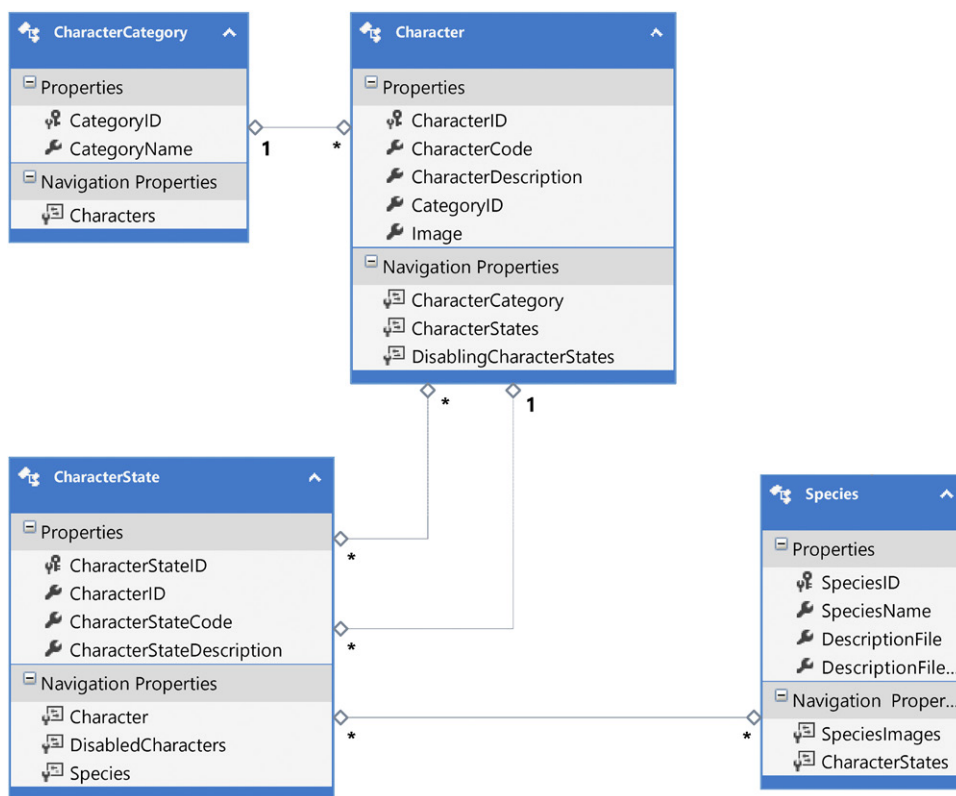 CharacterCategory
Properties
CategoryID
CategoryName
Navigation Properties
Characters
1
*
Character
Properties
CharacterID
CharacterCode
CharacterDescription
CategoryID
Image
Navigation Properties
CharacterCategory
CharacterStates
DisablingCharacterStates
*
1
CharacterState
Properties
CharacterStateID
CharacterID
CharacterStateCode
CharacterStateDescription
Navigation Properties
Character
DisabledCharacters
Species
*
*
*
*
Species
Properties
SpeciesID
SpeciesName
DescriptionFile
DescriptionFile...
Navigation Proper...
SpeciesImages
CharacterStates